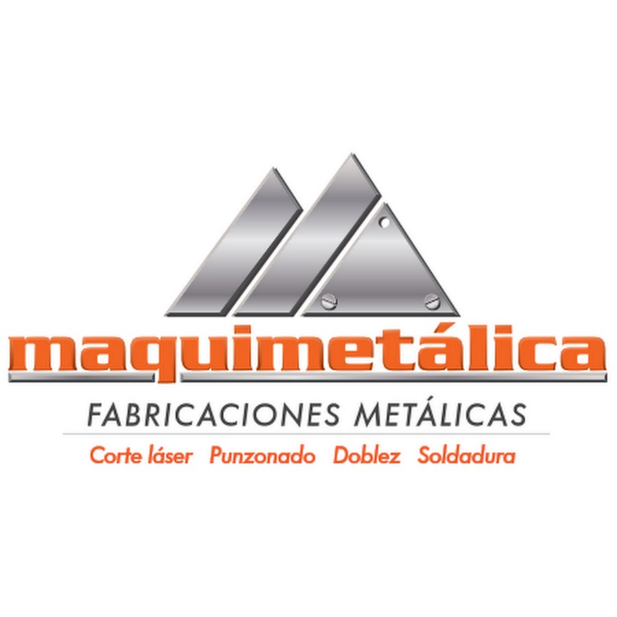 maquimetálica
FABRICACIONES METÁLICAS
Corte láser Punzonado Doblez Soldadura